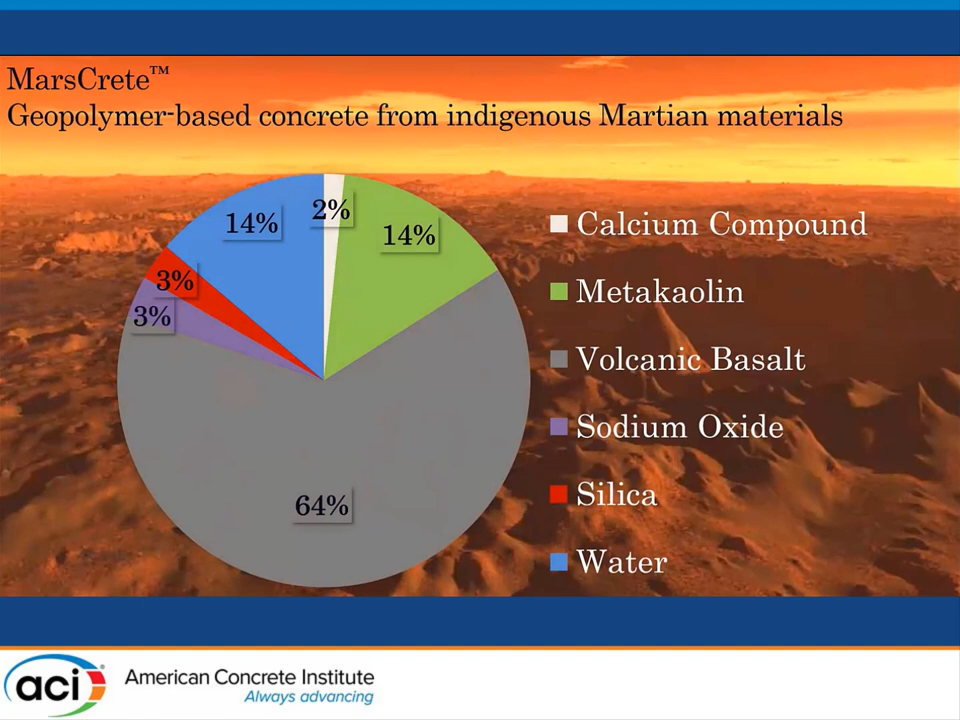 MarsCrete™
Geopolymer-based concrete from indigenous Martian materials
2%
14%
14%
3%
3%
64%
Calcium Compound
Metakaolin
Volcanic Basalt
Sodium Oxide
Silica
Water
aci
American Concrete Institute
Always advancing